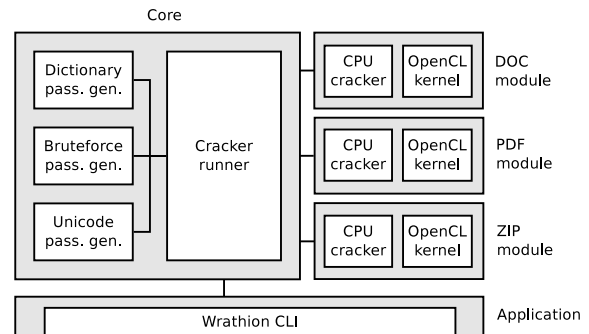 Core
Dictionary
pass. gen.
Bruteforce
pass. gen.
Unicode
pass. gen.
Cracker
runner
CPU
cracker
OpenCL
kernel
DOC
module
CPU
cracker
OpenCL
kernel
PDF
module
CPU
cracker
OpenCL
kernel
ZIP
module
Wrathion CLI
Application